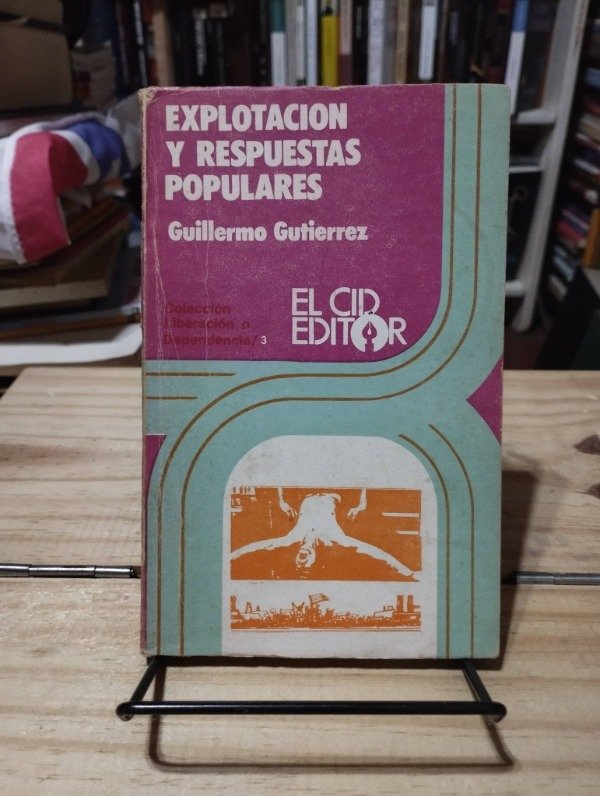 EXPLOTACION
Y RESPUESTAS
POPULARES
Guillermo Gutierrez
Colección
Liberación o
Dependencia/3
EL CID
EDITOR